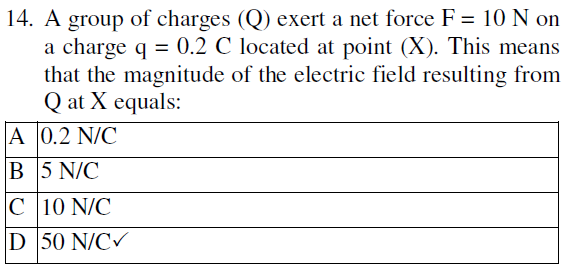 14. A group of charges (Q) exert a net force F = 10 N on
a charge q = 0.2 C located at point (X). This means
that the magnitude of the electric field resulting from
Q at X equals:
A 0.2 N/C
B 5 N/C
C 10 N/C
D 50 N/C✓